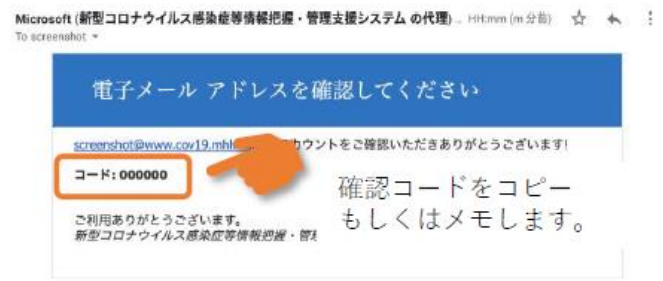 Microsoft (新型コロナウイルス感染症等情報把握・管理支援システム の代理) HH:mm (m 分前)
To screenshot
電子メール アドレスを確認してください
screenshot@www.cov19.mhl カウントをご確認いただきありがとうございます!
コード: 000000
確認コードをコピー
もしくはメモします。
ご利用ありがとうございます。
新型コロナウイルス感染症等情報把握・管